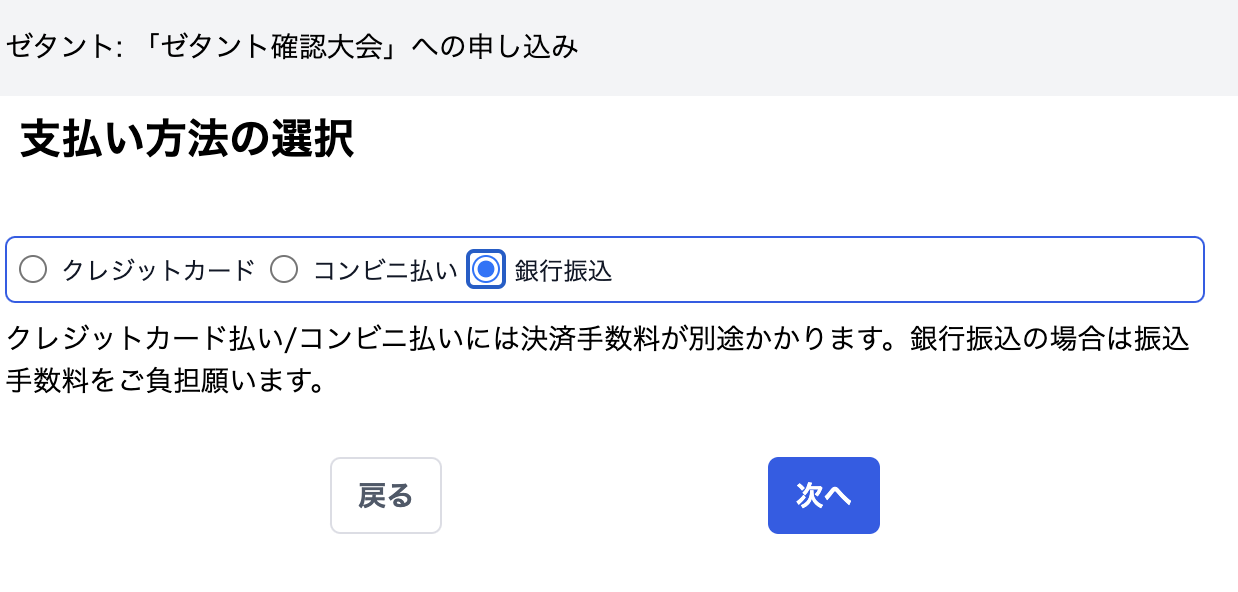 ゼタント: 「ゼタント確認大会」への申し込み
支払い方法の選択
クレジットカード コンビニ払い 銀行振込
クレジットカード払い/コンビニ払いには決済手数料が別途かかります。銀行振込の場合は振込
手数料をご負担願います。
戻る 次へ